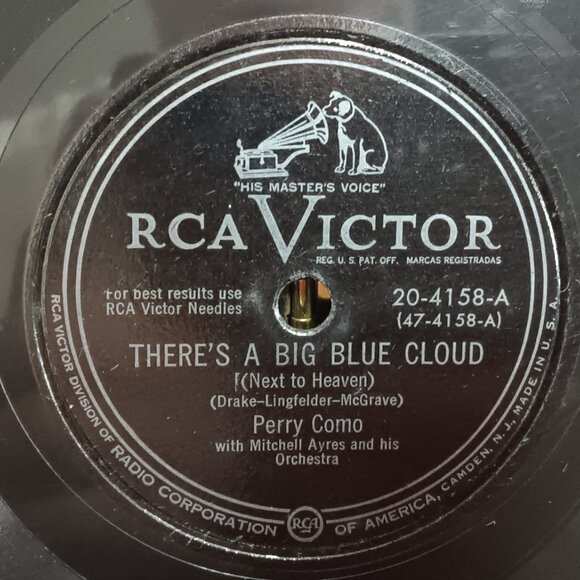 "HIS MASTER'S VOICE"
RCA VICTOR
REG. U. S. PAT. OFF. MARCAS REGISTRADAS
For best results use
RCA Victor Needles
20-4158-A
(47-4158-A)
THERE'S A BIG BLUE CLOUD
(Next to Heaven)
(Drake–Lingfelder–McGrave)
Perry Como
with Mitchell Ayres and his
Orchestra
RCA VICTOR DIVISION OF RADIO CORPORATION RCA OF AMERICA, CAMDEN, N. J., MADE IN U. S. A.